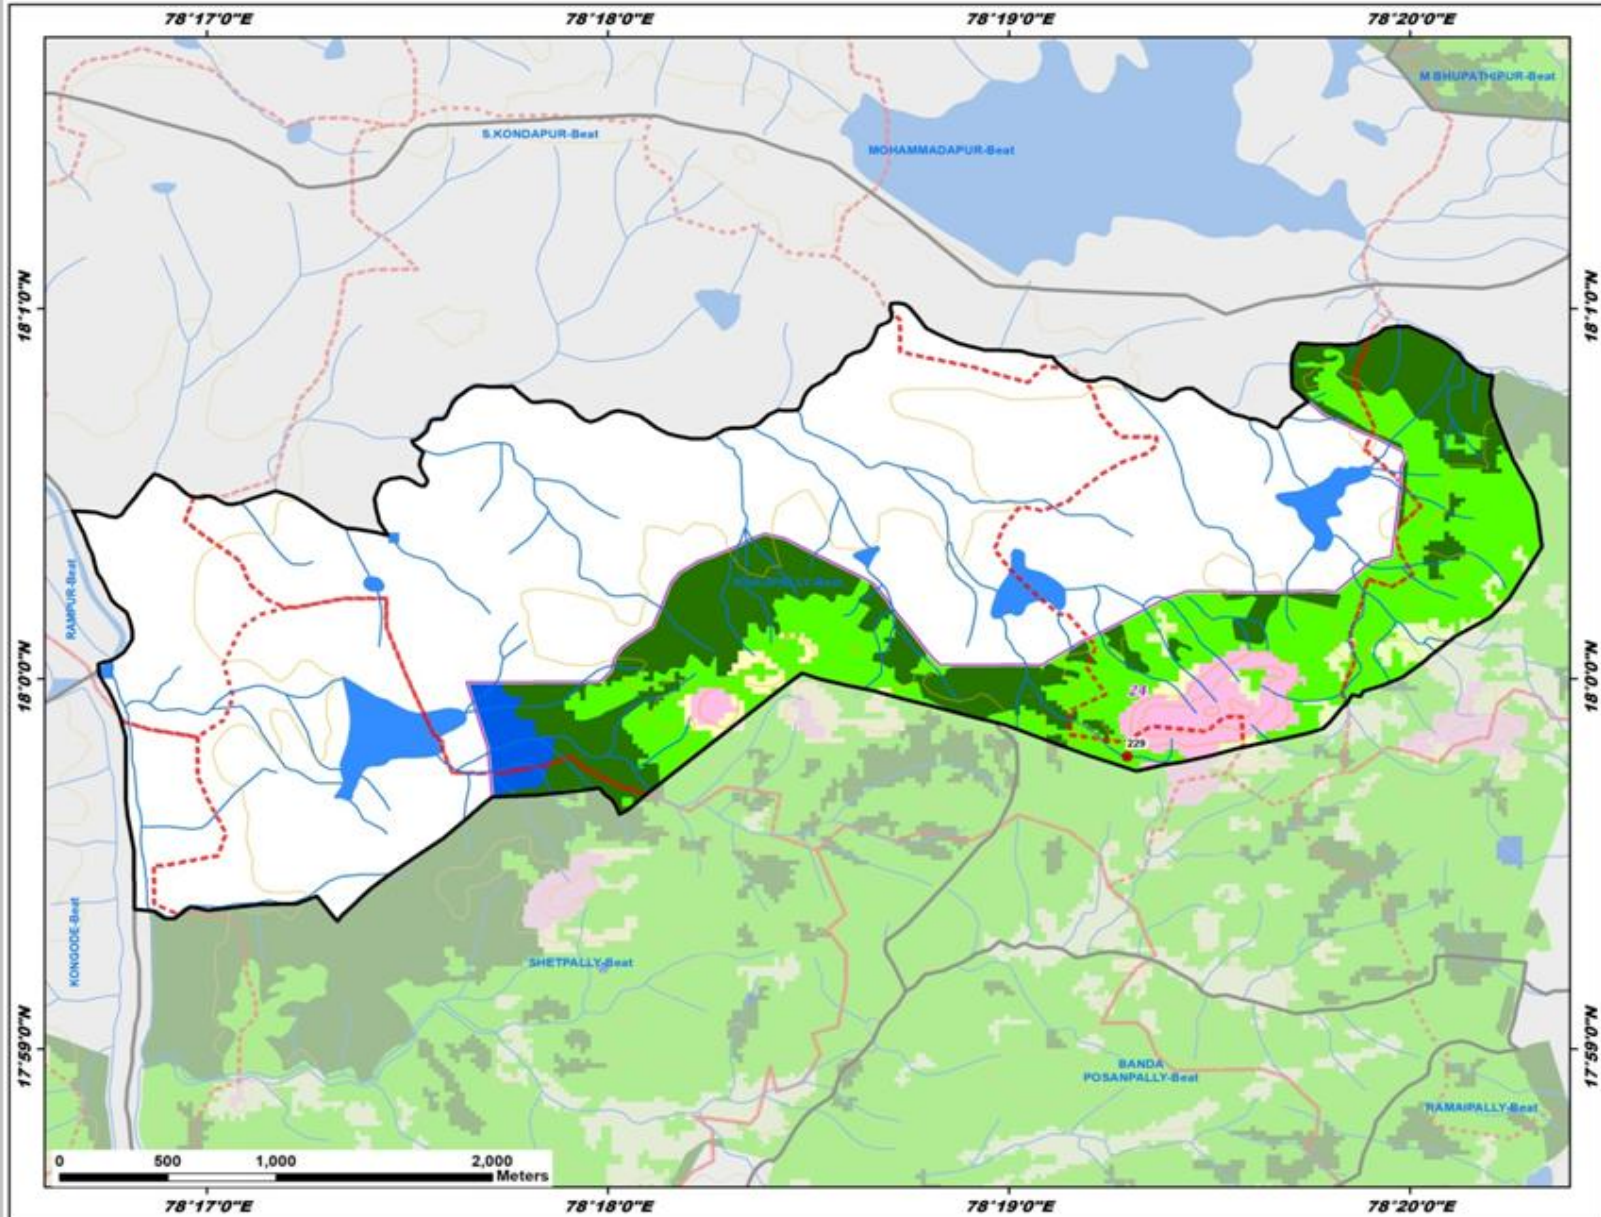 78°17'0"E
78°18'0"E
78°19'0"E
78°20'0"E
M BHUPATHIPUR-Beat
S.KONDAPUR-Beat
MOHAMMADAPUR-Beat
18°1'0"N
18°1'0"N
RAMPUR-Beat
18°0'0"N
18°0'0"N
24
229
KONGODE-Beat
SHETPALLY-Beat
17°59'0"N
17°59'0"N
BANDA
POSANPALLY-Beat
RAMAIPALLY-Beat
0
500
1,000
2,000
Meters
78°17'0"E
78°18'0"E
78°19'0"E
78°20'0"E